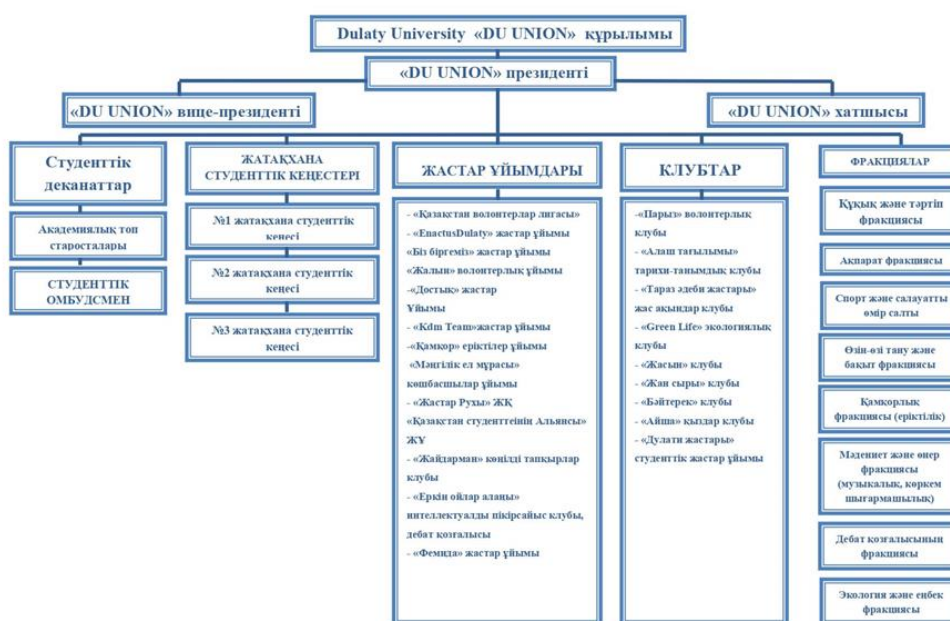 Dulaty University «DU UNION» құрылымы
«DU UNION» президенті
«DU UNION» вице-президенті
«DU UNION» хатшысы
Студенттік
деканаттар
Академиялық топ
старосталары
СТУДЕНТТІК
ОМБУДСМЕН
ЖАТАҚХАНА
СТУДЕНТТІК КЕҢЕСТЕРІ
№1 жатақхана студенттік
кеңесі
№2 жатақхана студенттік
кеңесі
№3 жатақхана студенттік
кеңесі
ЖАСТАР ҰЙЫМДАРЫ
- «Қазақстан волонтерлар лигасы»
- «EnactusDulaty» жастар ұйымы
«Біз біргеміз» жастар ұйымы
«Жалын» волонтерлық ұйымы
-«Достық» жастар
Ұйымы
- «Kdm Team»жастар ұйымы
-«Қамқор» еріктілер ұйымы
«Мәңгілік ел мұрасы»
көшбасшылар ұйымы
- «Жастар Рухы» ЖҚ
«Қазақстан студенттеінің Альянсы»
ЖҰ
- «Жайдарман» көңілді тапқырлар
клубы
- «Еркін ойлар алаңы»
интеллектуалды пікірсайыс клубы,
дебат қозғалысы
- «Фемида» жастар ұйымы
КЛУБТАР
-«Парыз» волонтерлық
клубы
- «Алаш тағылымы»
тарихи-танымдық клубы
- «Тараз әдеби жастары»
жас ақындар клубы
- «Green Life» экологиялық
клубы
- «Жасын» клубы
- «Жан сыры» клубы
- «Бәйтерек» клубы
- «Айша» қыздар клубы
- «Дулати жастары»
студенттік жастар ұйымы
ФРАКЦИЯЛАР
Құқық және тәртіп
фракциясы
Ақпарат фракциясы
Спорт және салауатты
өмір салты
Өзін-өзі тану және
бақыт фракциясы
Қамқорлық
фракциясы (еріктілік)
Мәдениет және өнер
фракциясы
(музыкалық, көркем
шығармашылық)
Дебат қозғалысының
фракциясы
Экология және еңбек
фракциясы